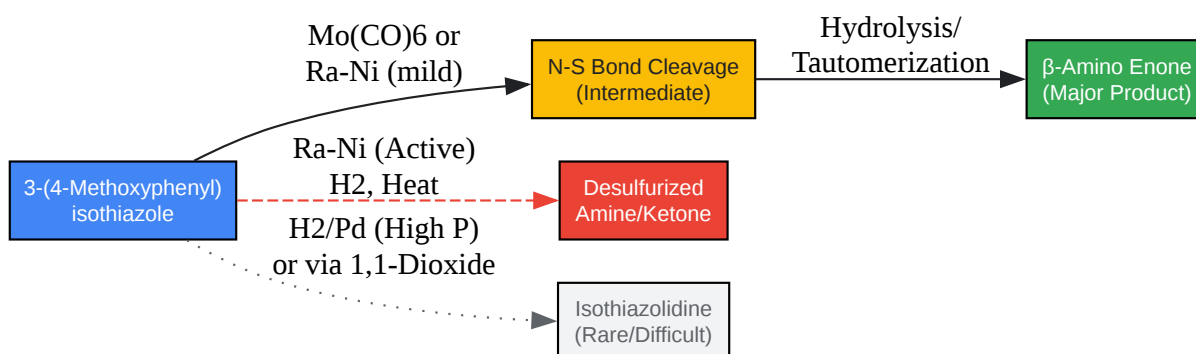 Mo(CO)6 or
Ra-Ni (mild)
N-S Bond Cleavage
(Intermediate)
Hydrolysis/
Tautomerization
β-Amino Enone
(Major Product)
3-(4-Methoxyphenyl)
isothiazole
Ra-Ni (Active)
H2, Heat
Desulfurized
Amine/Ketone
H2/Pd (High P)
or via 1,1-Dioxide
Isothiazolidine
(Rare/Difficult)